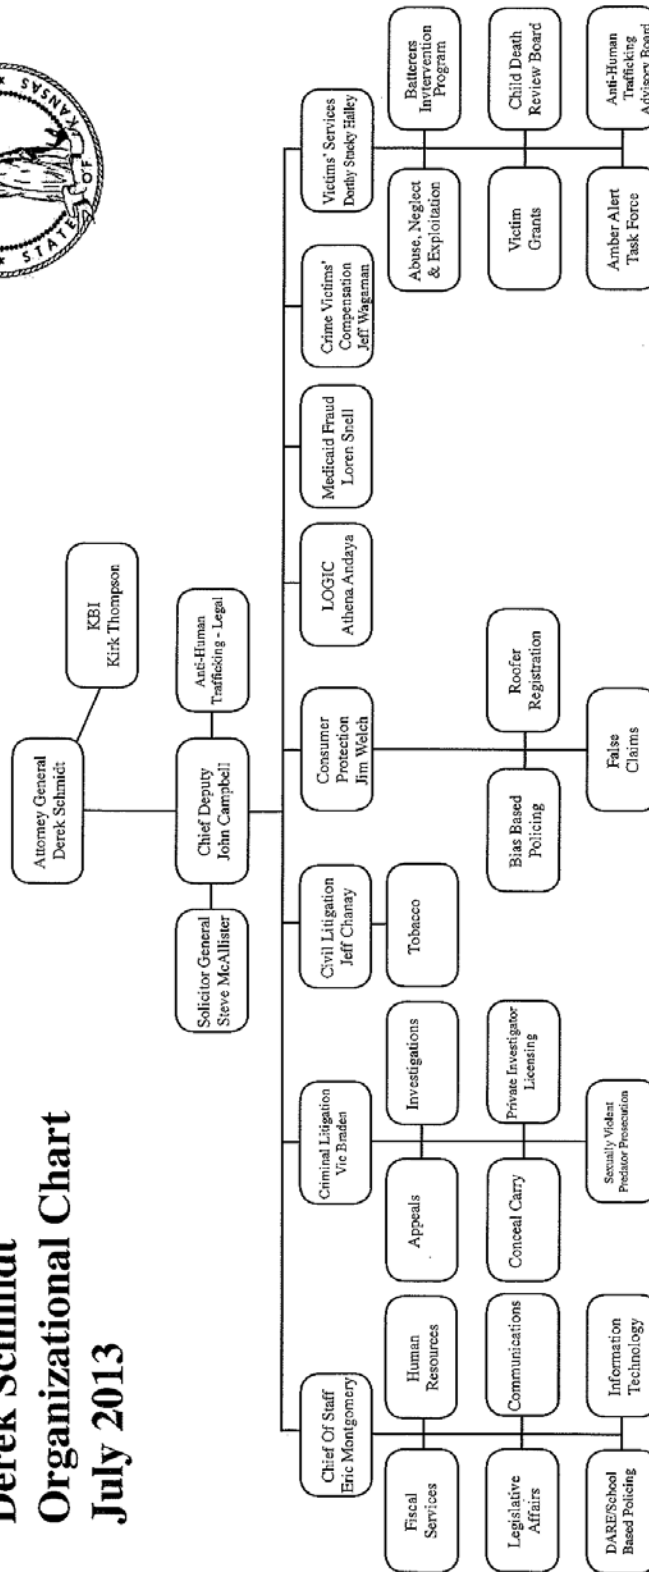 Derek Schmidt
Organizational Chart
July 2013
STATE OF KANSAS
Attorney General
Derek Schmidt
KBI
Kirk Thompson
Solicitor General
Steve McAllister
Chief Deputy
John Campbell
Anti-Human
Trafficking - Legal
Chief Of Staff
Eric Montgomery
Criminal Litigation
Vic Braden
Civil Litigation
Jeff Chanay
Consumer
Protection
Jim Welch
LOGIC
Athena Andaya
Medicaid Fraud
Loren Snell
Crime Victims'
Compensation
Jeff Wagaman
Victims' Services
Dorthy Stucky Halley
Fiscal
Services
Human
Resources
Appeals
Investigations
Tobacco
Abuse, Neglect
& Exploitation
Batterers
Invtervention
Program
Legislative
Affairs
Communications
Conceal Carry
Private Investigator
Licensing
Bias Based
Policing
Roofer
Registration
Victim
Grants
Child Death
Review Board
DARE/School
Based Policing
Information
Technology
Sexually Violent
Predator Prosecution
False
Claims
Amber Alert
Task Force
Anti-Human
Trafficking
Advisory Board